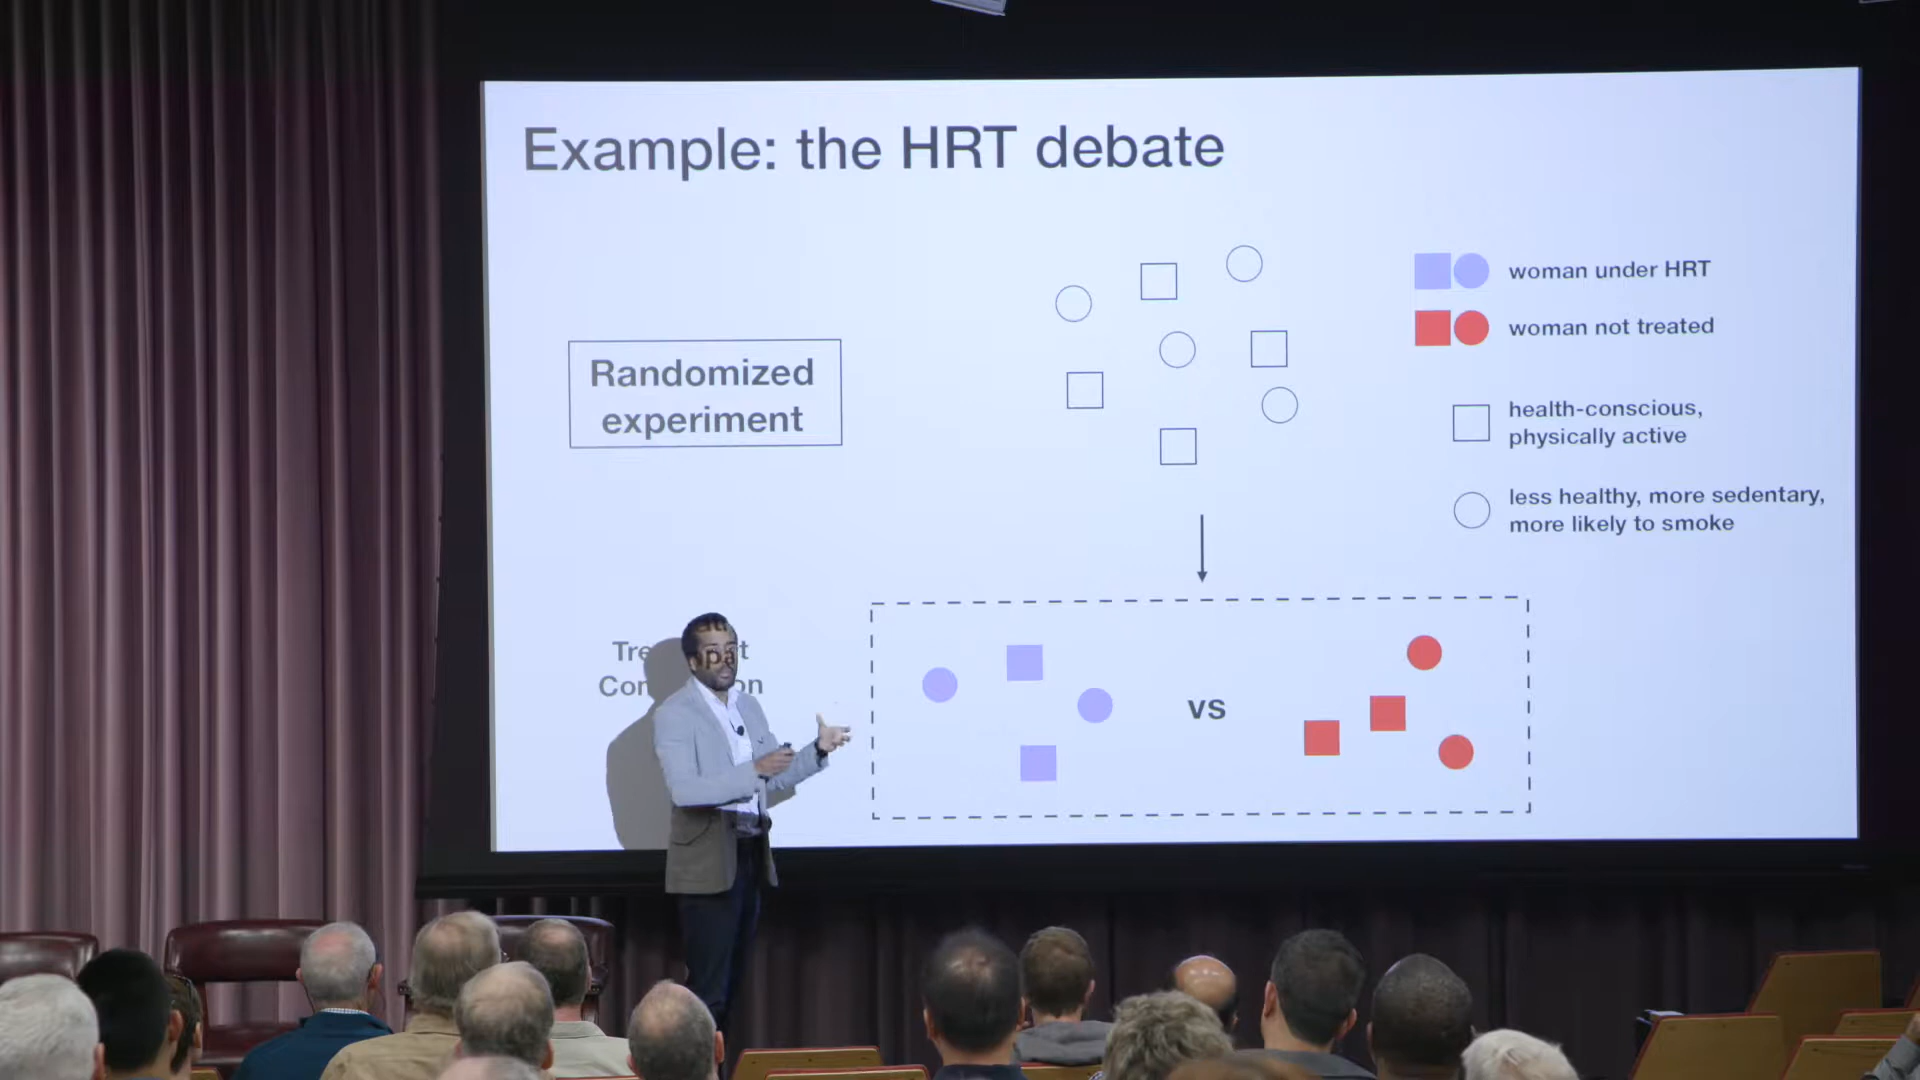 Example: the HRT debate
woman under HRT
woman not treated
Randomized
experiment
health-conscious,
physically active
less healthy, more sedentary,
more likely to smoke
vs